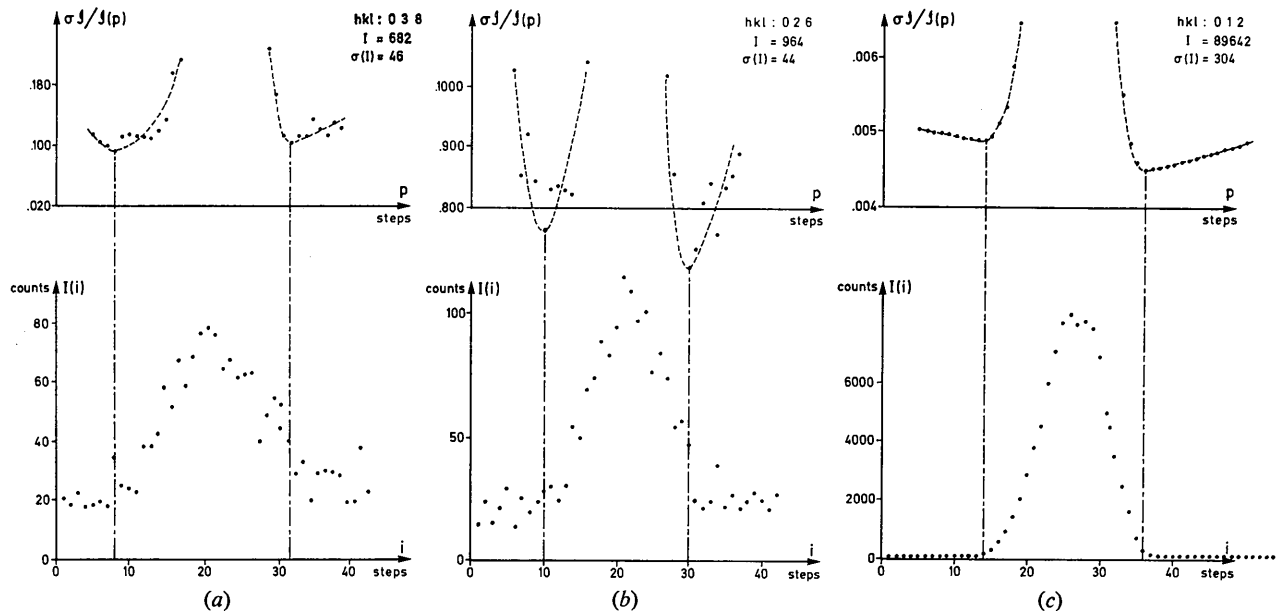 σI/I(p)
hkl : 0 3 8
I = 682
σ(I) = 46
.180
.100
.020
p
steps
counts
I(i)
80
60
40
20
0
0
10
20
30
40
i
steps
(a)
σI/I(p)
hkl : 0 2 6
I = 964
σ(I) = 44
.1000
.900
.800
p
steps
counts
I(i)
100
50
0
0
10
20
30
40
i
steps
(b)
σI/I(p)
hkl : 0 1 2
I = 89642
σ(I) = 304
.006
.005
.004
p
steps
counts
I(i)
6000
4000
2000
0
0
10
20
30
40
i
steps
(c)